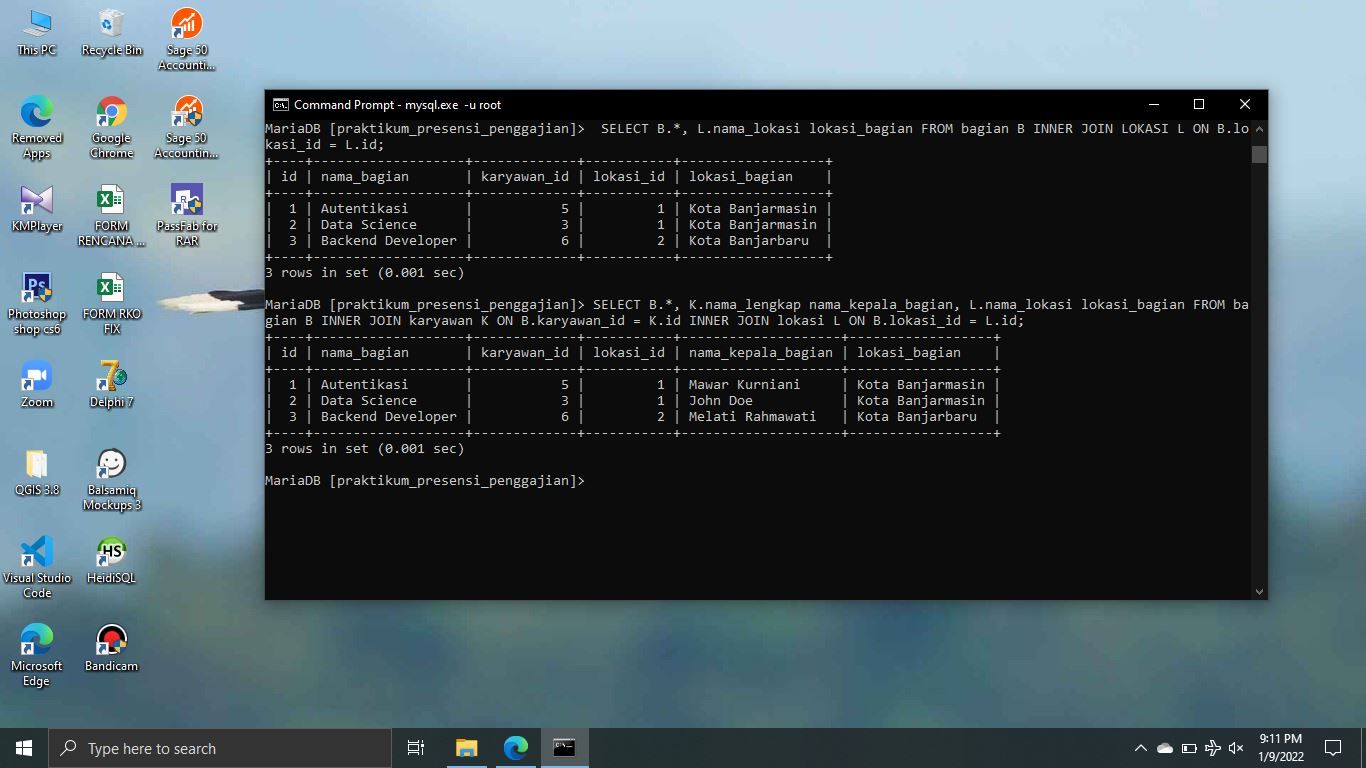 This PC
Recycle Bin
Sage 50
Accounti...
Removed
Apps
Google
Chrome
Sage 50
Accountin...
KMPlayer
FORM
RENCANA ...
PassFab for
RAR
Photoshop
shop cs6
FORM RKO
FIX
Zoom
Delphi 7
QGIS 3.8
Balsamiq
Mockups 3
Visual Studio
Code
HeidiSQL
Microsoft
Edge
Bandicam
Command Prompt - mysql.exe  -u root
MariaDB [praktikum_presensi_penggajian]>  SELECT B.*, L.nama_lokasi lokasi_bagian FROM bagian B INNER JOIN LOKASI L ON B.lo
kasi_id = L.id;
+----+-------------------+-------------+-----------+------------------+
| id | nama_bagian       | karyawan_id | lokasi_id | lokasi_bagian    |
+----+-------------------+-------------+-----------+------------------+
|  1 | Autentikasi       |           5 |         1 | Kota Banjarmasin |
|  2 | Data Science      |           3 |         1 | Kota Banjarmasin |
|  3 | Backend Developer |           6 |         2 | Kota Banjarbaru  |
+----+-------------------+-------------+-----------+------------------+
3 rows in set (0.001 sec)
MariaDB [praktikum_presensi_penggajian]> SELECT B.*, K.nama_lengkap nama_kepala_bagian, L.nama_lokasi lokasi_bagian FROM ba
gian B INNER JOIN karyawan K ON B.karyawan_id = K.id INNER JOIN lokasi L ON B.lokasi_id = L.id;
+----+-------------------+-------------+-----------+--------------------+------------------+
| id | nama_bagian       | karyawan_id | lokasi_id | nama_kepala_bagian | lokasi_bagian    |
+----+-------------------+-------------+-----------+--------------------+------------------+
|  1 | Autentikasi       |           5 |         1 | Mawar Kurniani     | Kota Banjarmasin |
|  2 | Data Science      |           3 |         1 | John Doe           | Kota Banjarmasin |
|  3 | Backend Developer |           6 |         2 | Melati Rahmawati   | Kota Banjarbaru  |
+----+-------------------+-------------+-----------+--------------------+------------------+
3 rows in set (0.001 sec)
MariaDB [praktikum_presensi_penggajian]>
Type here to search
9:11 PM
1/9/2022